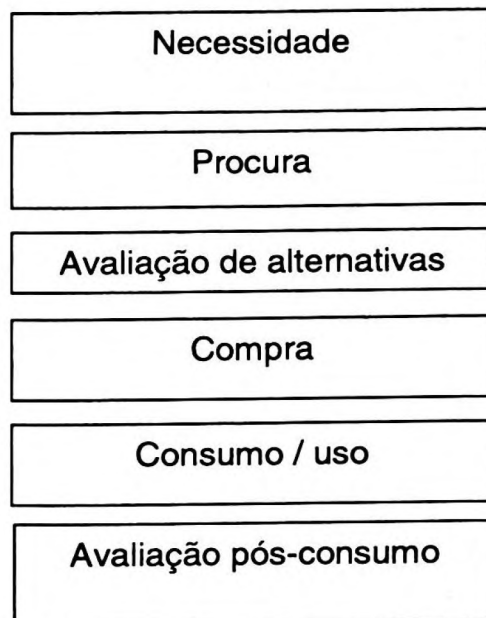 Necessidade
Procura
Avaliação de alternativas
Compra
Consumo / uso
Avaliação pós-consumo